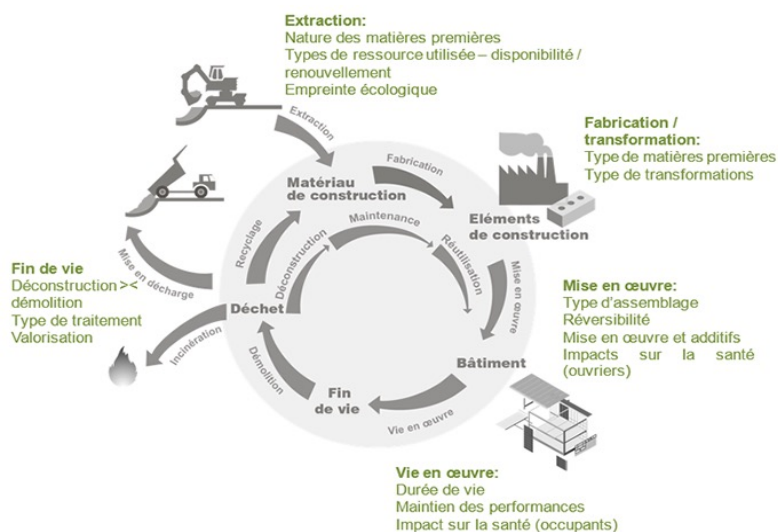 Extraction:
Nature des matières premières
Types de ressource utilisée – disponibilité /
renouvellement
Empreinte écologique
Extraction
Fabrication /
transformation:
Type de matières premières
Type de transformations
Fabrication
Matériau
de construction
Eléments
de construction
Maintenance
Recyclage
Déconstruction
Réutilisation
Mise en œuvre
Mise en décharge
Fin de vie
Déconstruction ><
démolition
Type de traitement
Valorisation
Déchet
Incinération
Mise en œuvre:
Type d'assemblage
Réversibilité
Mise en œuvre et additifs
Impacts sur la santé
(ouvriers)
Bâtiment
Démolition
Fin
de vie
Vie en œuvre
Vie en œuvre:
Durée de vie
Maintien des performances
Impact sur la santé (occupants)